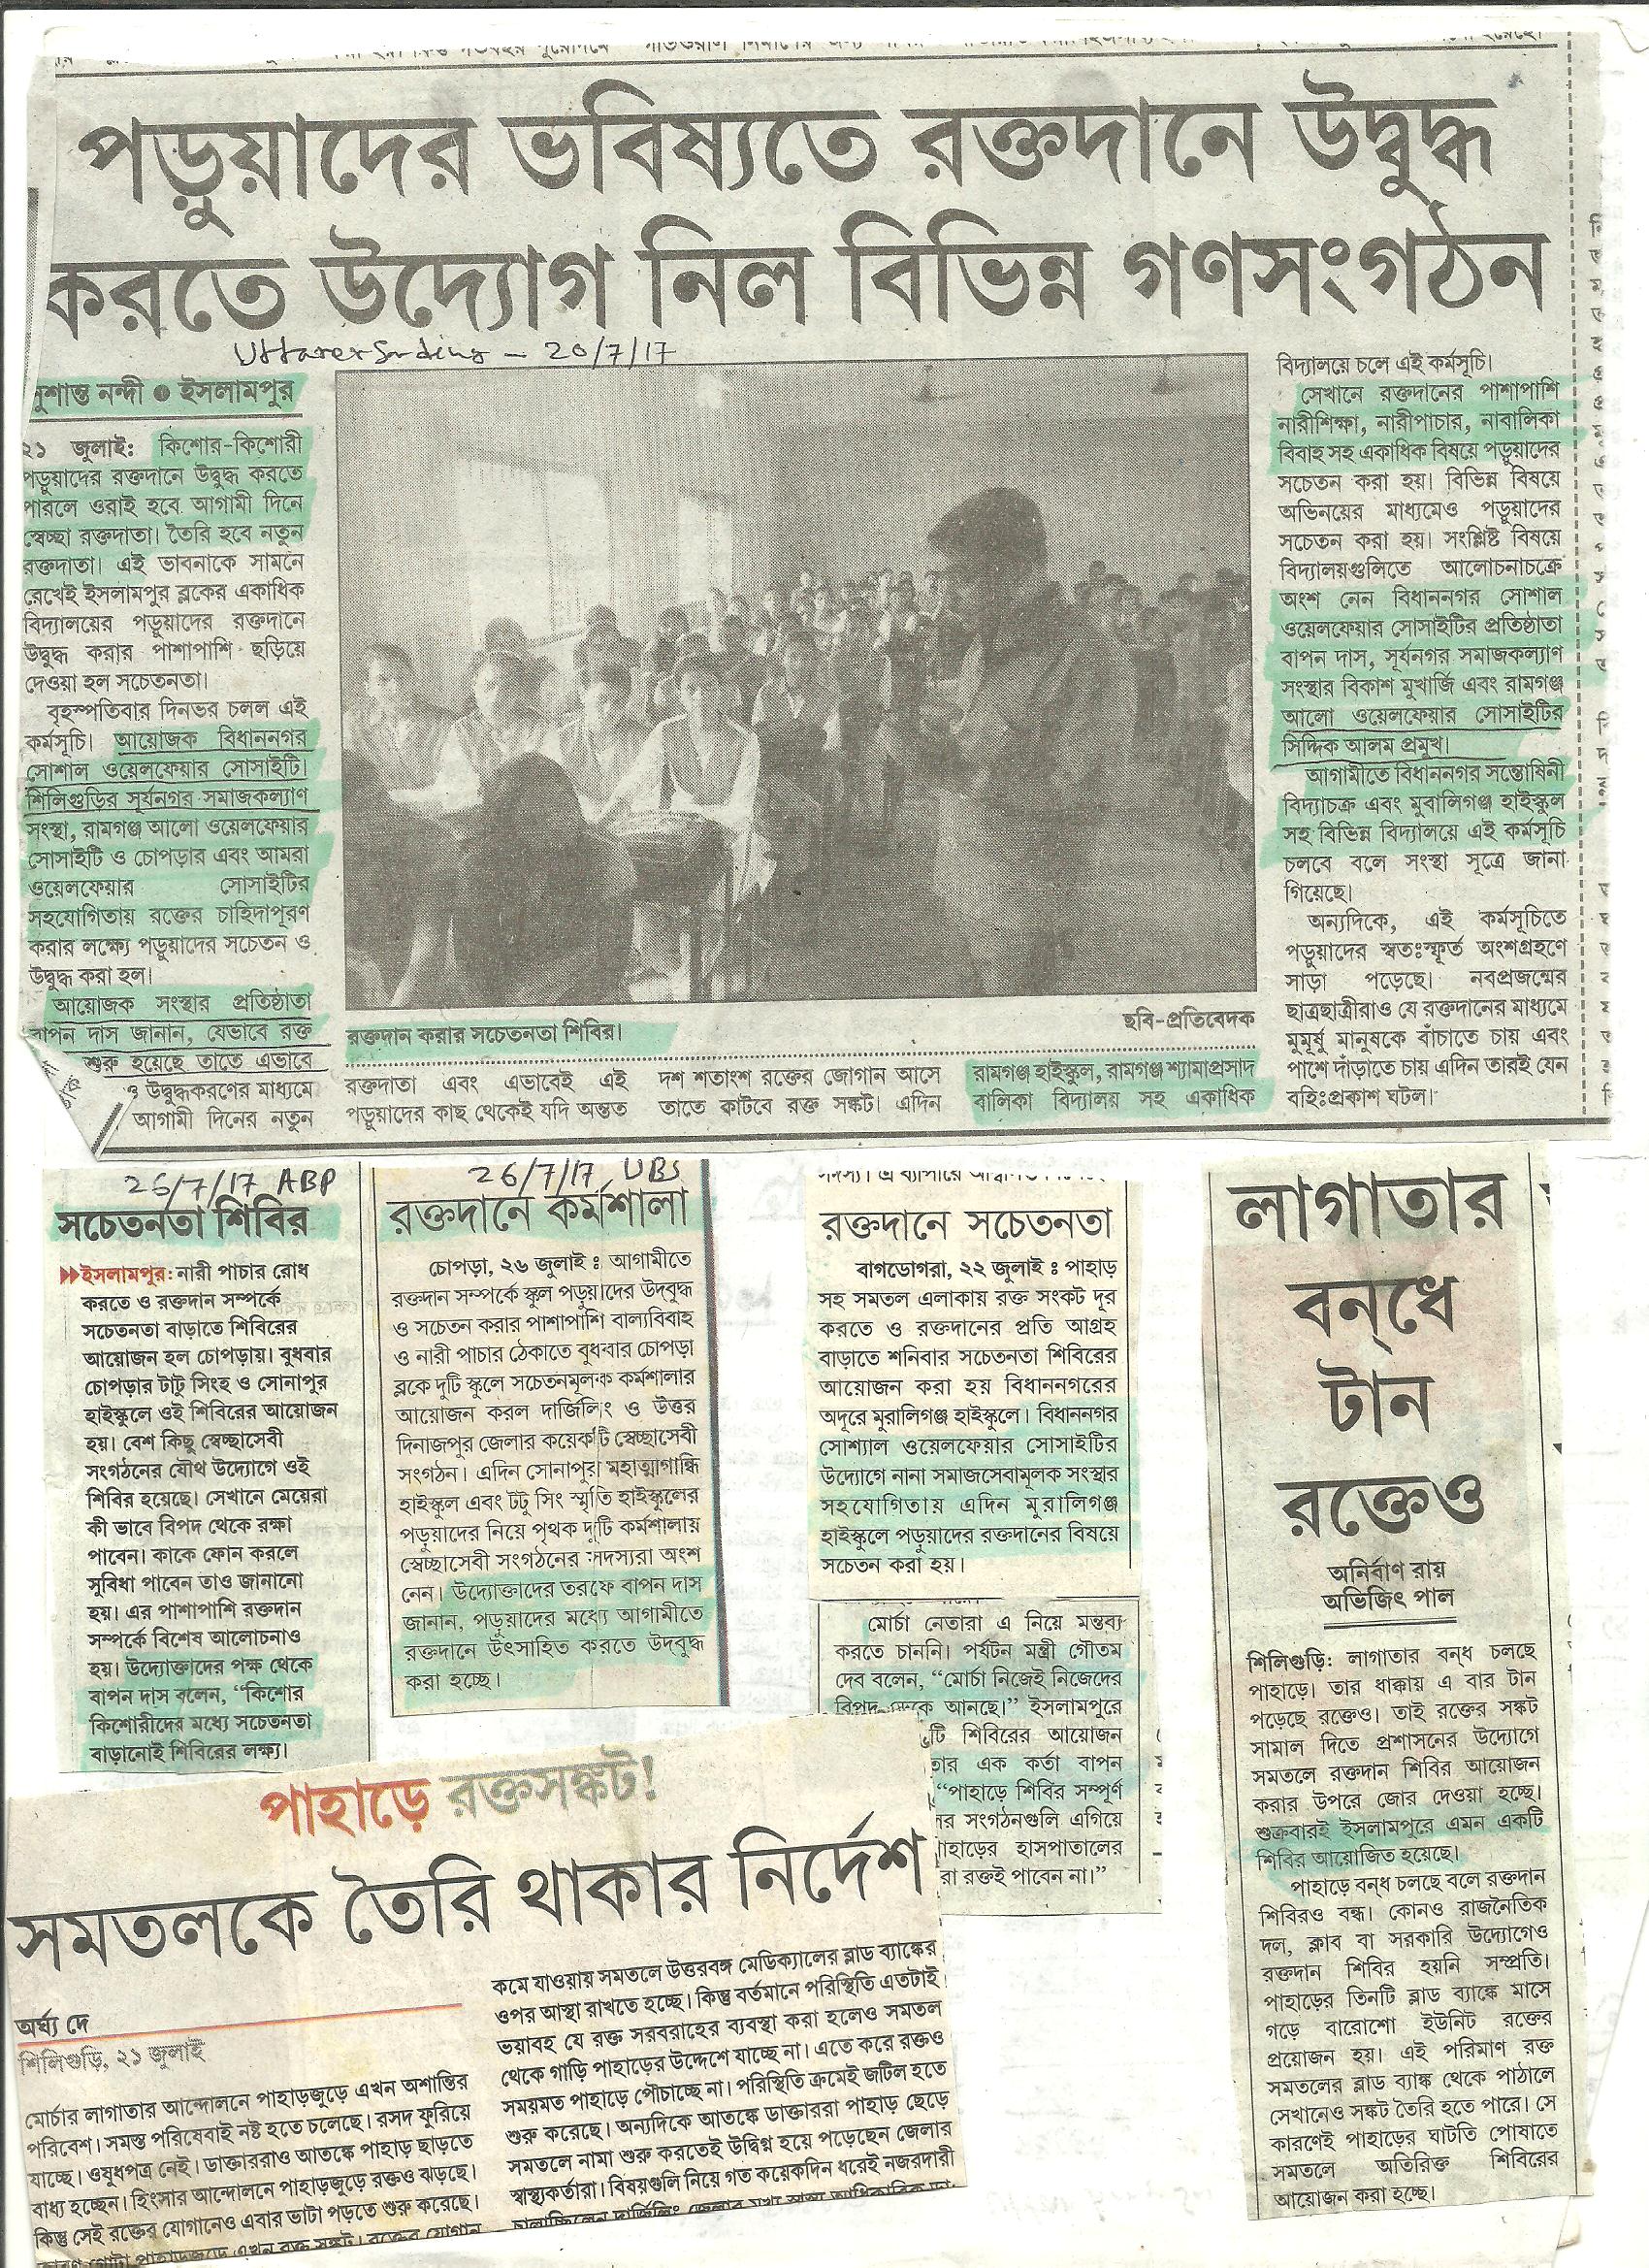 পড়ুয়াদের ভবিষ্যতে রক্তদানে উদ্বুদ্ধ
করতে উদ্যোগ নিল বিভিন্ন গণসংগঠন
20/7/17
সুশান্ত নন্দী ● ইসলামপুর
২১ জুলাই: কিশোর-কিশোরী
পড়ুয়াদের রক্তদানে উদ্বুদ্ধ করতে
পারলে ওরাই হবে আগামী দিনে
স্বেচ্ছা রক্তদাতা। তৈরি হবে নতুন
রক্তদাতা। এই ভাবনাকে সামনে
রেখেই ইসলামপুর ব্লকের একাধিক
বিদ্যালয়ের পড়ুয়াদের রক্তদানে
উদ্বুদ্ধ করার পাশাপাশি ছড়িয়ে
দেওয়া হল সচেতনতা।
বৃহস্পতিবার দিনভর চলল এই
কর্মসূচি। আয়োজক বিধাননগর
সোশাল ওয়েলফেয়ার সোসাইটি।
শিলিগুড়ির সূর্যনগর সমাজকল্যাণ
সংস্থা, রামগঞ্জ আলো ওয়েলফেয়ার
সোসাইটি ও চোপড়ার এবং আমরা
ওয়েলফেয়ার সোসাইটির
সহযোগিতায় রক্তের চাহিদাপূরণ
করার লক্ষ্যে পড়ুয়াদের সচেতন ও
উদ্বুদ্ধ করা হল।
আয়োজক সংস্থার প্রতিষ্ঠাতা
বাপন দাস জানান, যেভাবে রক্ত
শুরু হয়েছে তাতে এভাবে
ও উদ্বুদ্ধকরণের মাধ্যমে
আগামী দিনের নতুন
রক্তদান করার সচেতনতা শিবির।
ছবি-প্রতিবেদক
রক্তদাতা এবং এভাবেই এই
পড়ুয়াদের কাছ থেকেই যদি অন্তত
দশ শতাংশ রক্তের জোগান আসে
তাতে কাটবে রক্ত সঙ্কট। এদিন
রামগঞ্জ হাইস্কুল, রামগঞ্জ শ্যামাপ্রসাদ
বালিকা বিদ্যালয় সহ একাধিক
বিদ্যালয়ে চলে এই কর্মসূচি।
সেখানে রক্তদানের পাশাপাশি
নারীশিক্ষা, নারীপাচার, নাবালিকা
বিবাহ সহ একাধিক বিষয়ে পড়ুয়াদের
সচেতন করা হয়। বিভিন্ন বিষয়ে
অভিনয়ের মাধ্যমেও পড়ুয়াদের
সচেতন করা হয়। সংশ্লিষ্ট বিষয়ে
বিদ্যালয়গুলিতে আলোচনাচক্রে
অংশ নেন বিধাননগর সোশাল
ওয়েলফেয়ার সোসাইটির প্রতিষ্ঠাতা
বাপন দাস, সূর্যনগর সমাজকল্যাণ
সংস্থার বিকাশ মুখার্জি এবং রামগঞ্জ
আলো ওয়েলফেয়ার সোসাইটির
সিদ্দিক আলম প্রমুখ।
আগামীতে বিধাননগর সন্তোষিনী
বিদ্যাচক্র এবং মুবালিগঞ্জ হাইস্কুল
সহ বিভিন্ন বিদ্যালয়ে এই কর্মসূচি
চলবে বলে সংস্থা সূত্রে জানা
গিয়েছে।
অন্যদিকে, এই কর্মসূচিতে
পড়ুয়াদের স্বতঃস্ফূর্ত অংশগ্রহণে
সাড়া পড়েছে। নবপ্রজন্মের
ছাত্রছাত্রীরাও যে রক্তদানের মাধ্যমে
মুমূর্ষু মানুষকে বাঁচাতে চায় এবং
পাশে দাঁড়াতে চায় এদিন তারই যেন
বহিঃপ্রকাশ ঘটল।
26/7/17 ABP
সচেতনতা শিবির
ইসলামপুর: নারী পাচার রোধ
করতে ও রক্তদান সম্পর্কে
সচেতনতা বাড়াতে শিবিরের
আয়োজন হল চোপড়ায়। বুধবার
চোপড়ার টাটু সিংহ ও সোনাপুর
হাইস্কুলে ওই শিবিরের আয়োজন
হয়। বেশ কিছু স্বেচ্ছাসেবী
সংগঠনের যৌথ উদ্যোগে ওই
শিবির হয়েছে। সেখানে মেয়েরা
কী ভাবে বিপদ থেকে রক্ষা
পাবেন। কাকে ফোন করলে
সুবিধা পাবেন তাও জানানো
হয়। এর পাশাপাশি রক্তদান
সম্পর্কে বিশেষ আলোচনাও
হয়। উদ্যোক্তাদের পক্ষ থেকে
বাপন দাস বলেন, “কিশোর
কিশোরীদের মধ্যে সচেতনতা
বাড়ানোই শিবিরের লক্ষ্য।
26/7/17 UBS
রক্তদানে কর্মশালা
চোপড়া, ২৬ জুলাই ঃ আগামীতে
রক্তদান সম্পর্কে স্কুল পড়ুয়াদের উদবুদ্ধ
ও সচেতন করার পাশাপাশি বাল্যবিবাহ
ও নারী পাচার ঠেকাতে বুধবার চোপড়া
ব্লকে দুটি স্কুলে সচেতনমূলক কর্মশালার
আয়োজন করল দার্জিলিং ও উত্তর
দিনাজপুর জেলার কয়েকটি স্বেচ্ছাসেবী
সংগঠন। এদিন সোনাপুর মহাত্মাগান্ধি
হাইস্কুল এবং টটু সিং স্মৃতি হাইস্কুলের
পড়ুয়াদের নিয়ে পৃথক দুটি কর্মশালায়
স্বেচ্ছাসেবী সংগঠনের সদস্যরা অংশ
নেন। উদ্যোক্তাদের তরফে বাপন দাস
জানান, পড়ুয়াদের মধ্যে আগামীতে
রক্তদানে উৎসাহিত করতে উদবুদ্ধ
করা হচ্ছে।
রক্তদানে সচেতনতা
বাগডোগরা, ২২ জুলাই ঃ পাহাড়
সহ সমতল এলাকায় রক্ত সংকট দূর
করতে ও রক্তদানের প্রতি আগ্রহ
বাড়াতে শনিবার সচেতনতা শিবিরের
আয়োজন করা হয় বিধাননগরের
অদূরে মুরালিগঞ্জ হাইস্কুলে। বিধাননগর
সোশ্যাল ওয়েলফেয়ার সোসাইটির
উদ্যোগে নানা সমাজসেবামূলক সংস্থার
সহযোগিতায় এদিন মুরালিগঞ্জ
হাইস্কুলে পড়ুয়াদের রক্তদানের বিষয়ে
সচেতন করা হয়।
মোর্চা নেতারা এ নিয়ে মন্তব্য
করতে চাননি। পর্যটন মন্ত্রী গৌতম
দেব বলেন, “মোর্চা নিজেই নিজেদের
বিপদ ডেকে আনছে।” ইসলামপুরে
শিবিরের আয়োজন
এক কর্তা বাপন
“পাহাড়ে শিবির সম্পূর্ণ
সংগঠনগুলি এগিয়ে
পাহাড়ের হাসপাতালের
রক্তই পাবেন না।”
লাগাতার
বন্‌ধে
টান
রক্তেও
অনির্বাণ রায়
অভিজিৎ পাল
শিলিগুড়ি: লাগাতার বন্‌ধ চলছে
পাহাড়ে। তার ধাক্কায় এ বার টান
পড়েছে রক্তেও। তাই রক্তের সঙ্কট
সামাল দিতে প্রশাসনের উদ্যোগে
সমতলে রক্তদান শিবির আয়োজন
করার উপরে জোর দেওয়া হচ্ছে।
শুক্রবারই ইসলামপুরে এমন একটি
শিবির আয়োজিত হয়েছে।
পাহাড়ে বন্‌ধ চলছে বলে রক্তদান
শিবিরও বন্ধ। কোনও রাজনৈতিক
দল, ক্লাব বা সরকারি উদ্যোগেও
রক্তদান শিবির হয়নি সম্প্রতি।
পাহাড়ের তিনটি ব্লাড ব্যাঙ্কে মাসে
গড়ে বারোশো ইউনিট রক্তের
প্রয়োজন হয়। এই পরিমাণ রক্ত
সমতলের ব্লাড ব্যাঙ্ক থেকে পাঠালে
সেখানেও সঙ্কট তৈরি হতে পারে। সে
কারণেই পাহাড়ের ঘাটতি পোষাতে
সমতলে অতিরিক্ত শিবিরের
আয়োজন করা হচ্ছে।
পাহাড়ে রক্তসঙ্কট!
সমতলকে তৈরি থাকার নির্দেশ
অর্ঘ্য দে
শিলিগুড়ি, ২১ জুলাই
মোর্চার লাগাতার আন্দোলনে পাহাড়জুড়ে এখন অশান্তির
পরিবেশ। সমস্ত পরিষেবাই নষ্ট হতে চলেছে। রসদ ফুরিয়ে
যাচ্ছে। ওষুধপত্র নেই। ডাক্তাররাও আতঙ্কে পাহাড় ছাড়তে
বাধ্য হচ্ছেন। হিংসার আন্দোলনে পাহাড়জুড়ে রক্তও ঝড়ছে।
কিন্তু সেই রক্তের যোগানেও এবার ভাটা পড়তে শুরু করেছে।
কারণ গোটা পাহাড়জুড়ে এখন রক্ত সঙ্কট। রক্তের যোগান
কমে যাওয়ায় সমতলে উত্তরবঙ্গ মেডিক্যালের ব্লাড ব্যাঙ্কের
ওপর আস্থা রাখতে হচ্ছে। কিন্তু বর্তমানে পরিস্থিতি এতটাই
ভয়াবহ যে রক্ত সরবরাহের ব্যবস্থা করা হলেও সমতল
থেকে গাড়ি পাহাড়ের উদ্দেশে যাচ্ছে না। এতে করে রক্তও
সময়মত পাহাড়ে পৌচাচ্ছে না। পরিস্থিতি ক্রমেই জটিল হতে
শুরু করেছে। অন্যদিকে আতঙ্কে ডাক্তাররা পাহাড় ছেড়ে
সমতলে নামা শুরু করতেই উদ্বিগ্ন হয়ে পড়েছেন জেলার
স্বাস্থ্যকর্তারা। বিষয়গুলি নিয়ে গত কয়েকদিন ধরেই নজরদারী
চালাচ্ছিলেন দার্জিলিং জেলার মুখ্য স্বাস্থ্য আধিকারিক